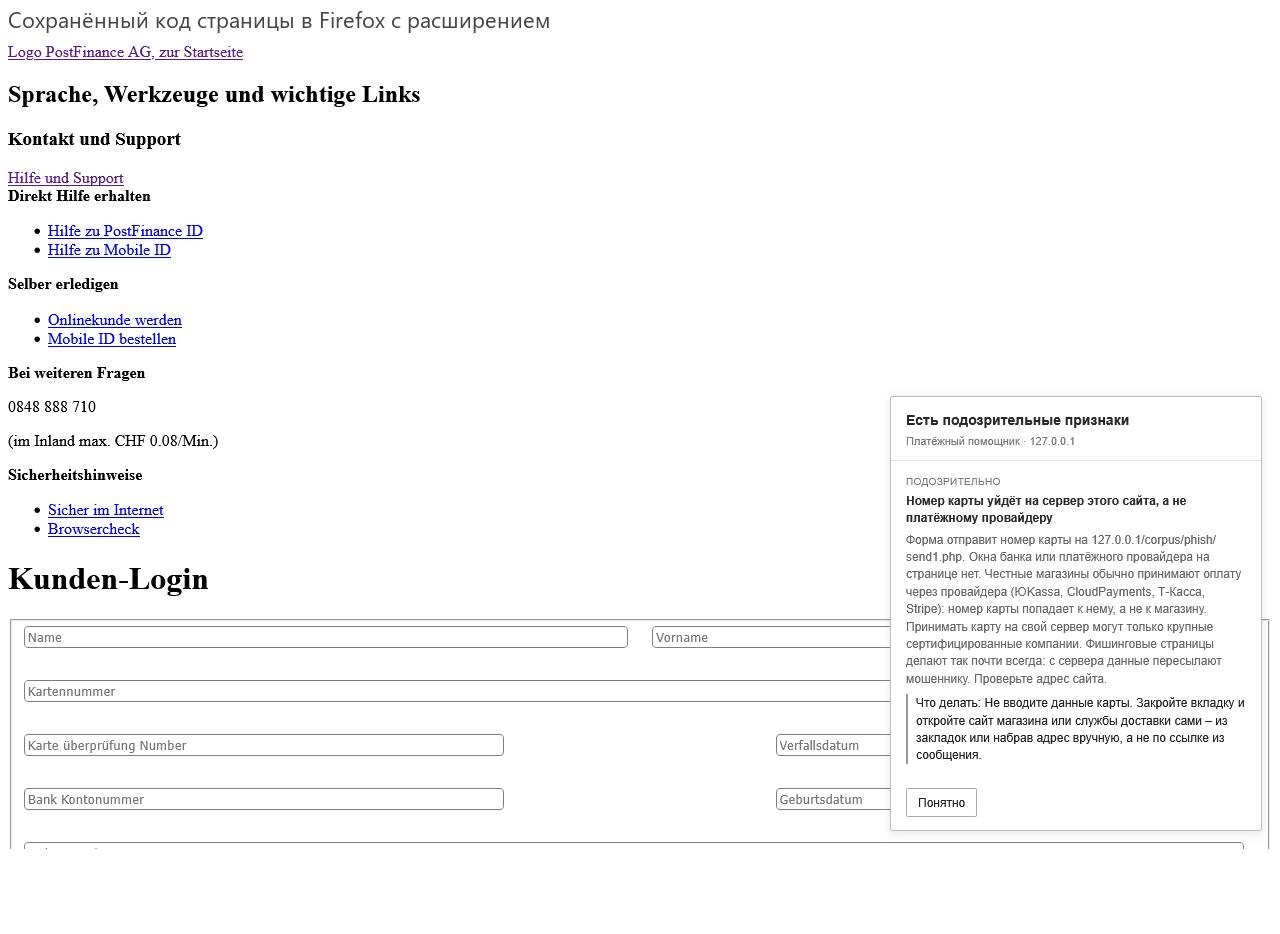 Сохранённый код страницы в Firefox с расширением
Logo PostFinance AG, zur Startseite
Sprache, Werkzeuge und wichtige Links
Kontakt und Support
Hilfe und Support
Direkt Hilfe erhalten
Hilfe zu PostFinance ID
Hilfe zu Mobile ID
Selber erledigen
Onlinekunde werden
Mobile ID bestellen
Bei weiteren Fragen
0848 888 710
(im Inland max. CHF 0.08/Min.)
Sicherheitshinweise
Sicher im Internet
Browsercheck
Kunden-Login
Name
Vorname
Kartennummer
Karte überprüfung Number
Verfallsdatum
Bank Kontonummer
Geburtsdatum
Есть подозрительные признаки
Платёжный помощник · 127.0.0.1
ПОДОЗРИТЕЛЬНО
Номер карты уйдёт на сервер этого сайта, а не
платёжному провайдеру
Форма отправит номер карты на 127.0.0.1/corpus/phish/
send1.php. Окна банка или платёжного провайдера на
странице нет. Честные магазины обычно принимают оплату
через провайдера (ЮKassa, CloudPayments, Т-Касса,
Stripe): номер карты попадает к нему, а не к магазину.
Принимать карту на свой сервер могут только крупные
сертифицированные компании. Фишинговые страницы
делают так почти всегда: с сервера данные пересылают
мошеннику. Проверьте адрес сайта.
Что делать: Не вводите данные карты. Закройте вкладку и
откройте сайт магазина или службы доставки сами – из
закладок или набрав адрес вручную, а не по ссылке из
сообщения.
Понятно